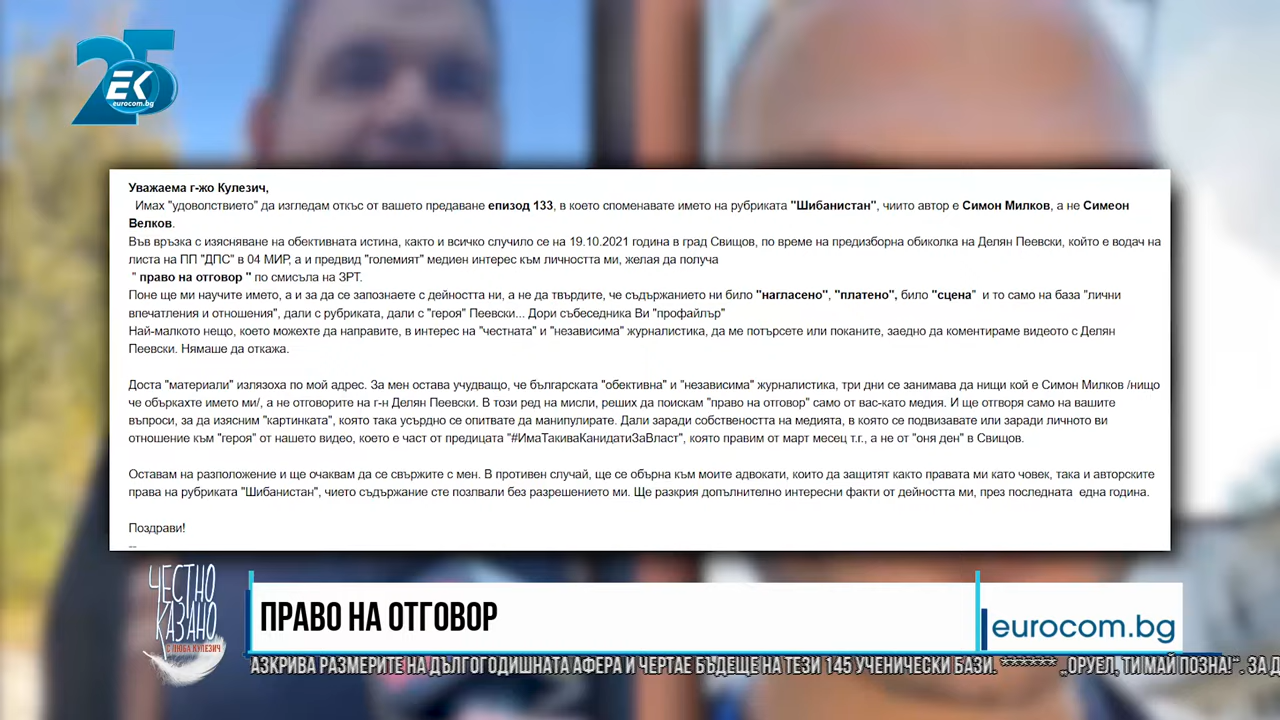 25
EK
eurocom.bg
Уважаема г-жо Кулезич,
Имах "удоволствието" да изгледам откъс от вашето предаване епизод 133, в което споменавате името на рубриката "Шибанистан", чиито автор е Симон Милков, а не Симеон
Велков.
Във връзка с изясняване на обективната истина, както и всичко случило се на 19.10.2021 година в град Свищов, по време на предизборна обиколка на Делян Пеевски, който е водач на
листа на ПП "ДПС" в 04 МИР, а и предвид "големият" медиен интерес към личността ми, желая да получа
" право на отговор " по смисъла на ЗРТ.
Поне ще ми научите името, а и за да се запознаете с дейността ни, а не да твърдите, че съдържанието ни било "нагласено", "платено", било "сцена" и то само на база "лични
впечатления и отношения", дали с рубриката, дали с "героя" Пеевски... Дори събеседника Ви "профайлър"
Най-малкото нещо, което можехте да направите, в интерес на "честната" и "независима" журналистика, да ме потърсете или поканите, заедно да коментираме видеото с Делян
Пеевски. Нямаше да откажа.
Доста "материали" излязоха по мой адрес. За мен остава учудващо, че българската "обективна" и "независима" журналистика, три дни се занимава да нищи кой е Симон Милков /нищо
че объркахте името ми/, а не отговорите на г-н Делян Пеевски. В този ред на мисли, реших да поискам "право на отговор" само от вас-като медия. И ще отворя само на вашите
въпроси, за да изясним "картинката", която така усърдно се опитвате да манипулирате. Дали заради собствеността на медията, в която се подвизавате или заради личното ви
отношение към "героя" от нашето видео, което е част от предицата "#ИмаТакиваКанидатиЗаВласт", която правим от март месец т.г., а не от "оня ден" в Свищов.
Оставам на разположение и ще очаквам да се свържите с мен. В противен случай, ще се обърна към моите адвокати, които да защитят както правата ми като човек, така и авторските
права на рубриката "Шибанистан", чието съдържание сте позлвали без разрешението ми. Ще разкрия допълнително интересни факти от дейността ми, през последната една година.
Поздрави!
ЧЕСТНО
КАЗАНО
С ЛЮБА КУЛЕЗИЧ
ПРАВО НА ОТГОВОР
eurocom.bg
АЗКРИВА РАЗМЕРИТЕ НА ДЪЛГОГОДИШНАТА АФЕРА И ЧЕРТАЕ БЪДЕЩЕ НА ТЕЗИ 145 УЧЕНИЧЕСКИ БАЗИ. ****** „ОРУЕЛ, ТИ МАЙ ПОЗНА!“. ЗА Д